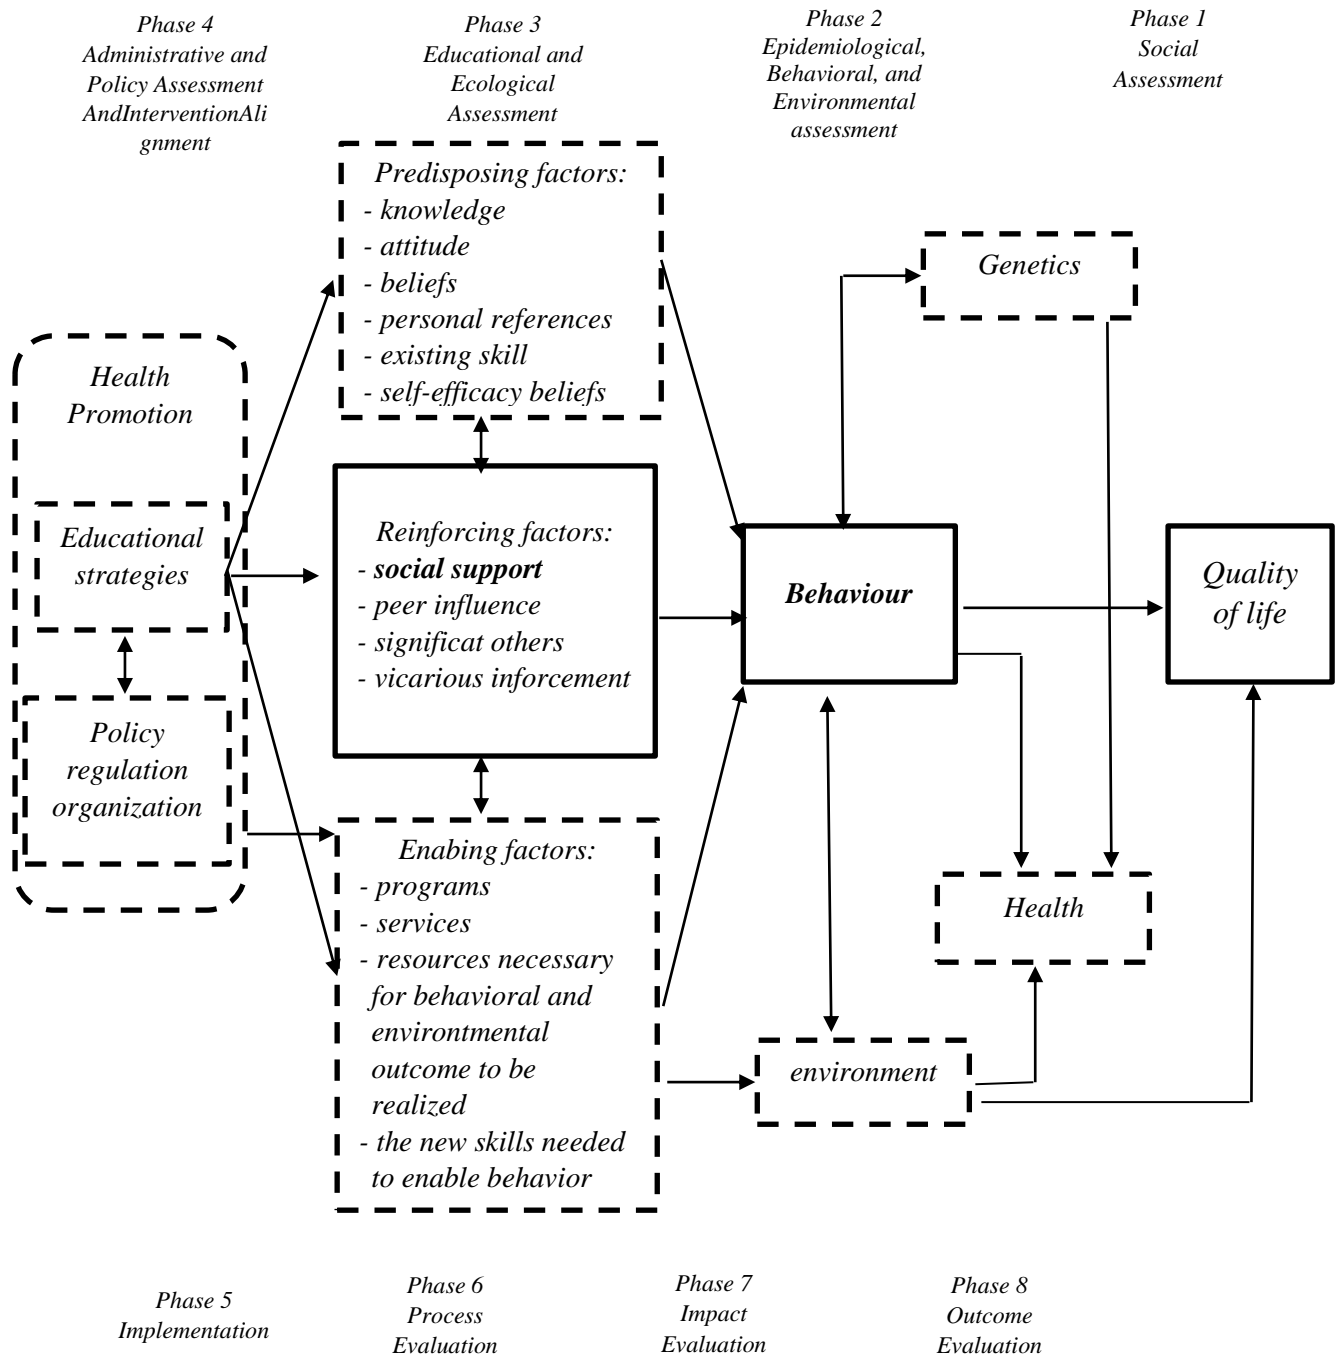 Phase 4
Administrative and
Policy Assessment
AndInterventionAli
gnment
Phase 3
Educational and
Ecological
Assessment
Phase 2
Epidemiological,
Behavioral, and
Environmental
assessment
Phase 1
Social
Assessment
Health
Promotion
Educational
strategies
Policy
regulation
organization
Predisposing factors:
- knowledge
- attitude
- beliefs
- personal references
- existing skill
- self-efficacy beliefs
Reinforcing factors:
- social support
- peer influence
- significat others
- vicarious inforcement
Enabing factors:
- programs
- services
- resources necessary
for behavioral and
environtmental
outcome to be
realized
- the new skills needed
to enable behavior
Genetics
Behaviour
Quality
of life
Health
environment
Phase 5
Implementation
Phase 6
Process
Evaluation
Phase 7
Impact
Evaluation
Phase 8
Outcome
Evaluation